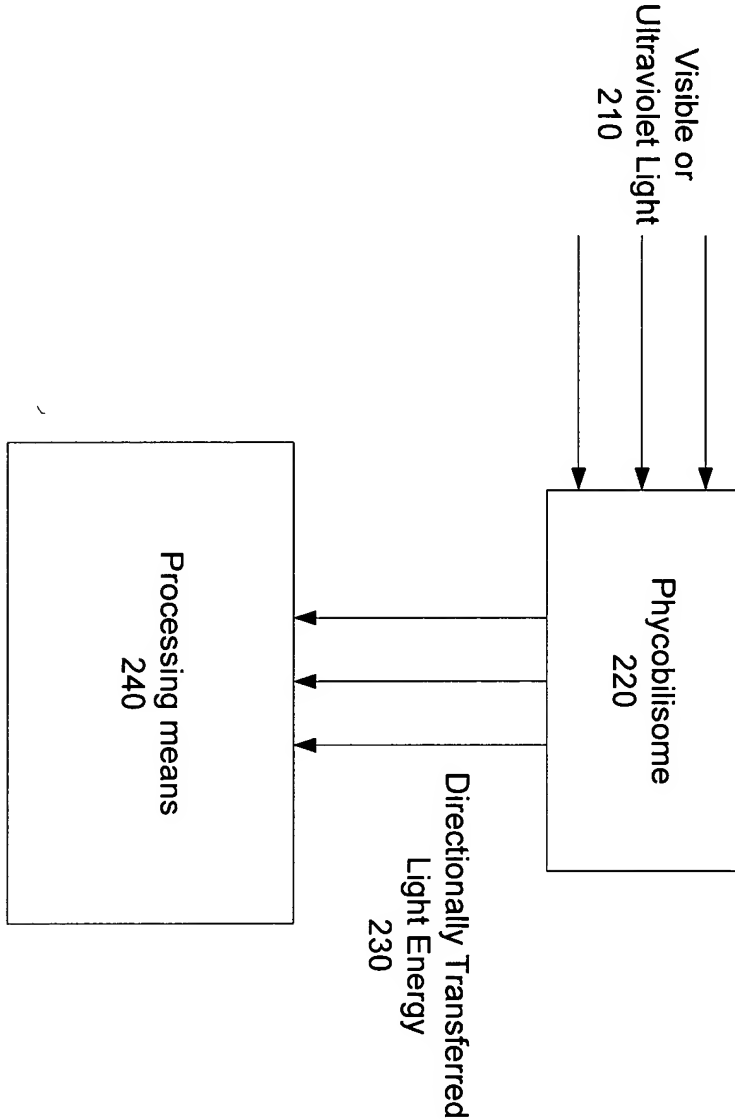 Visible or
Ultraviolet Light
210
Phycobilisome
220
Directionally Transferred
Light Energy
230
Processing means
240